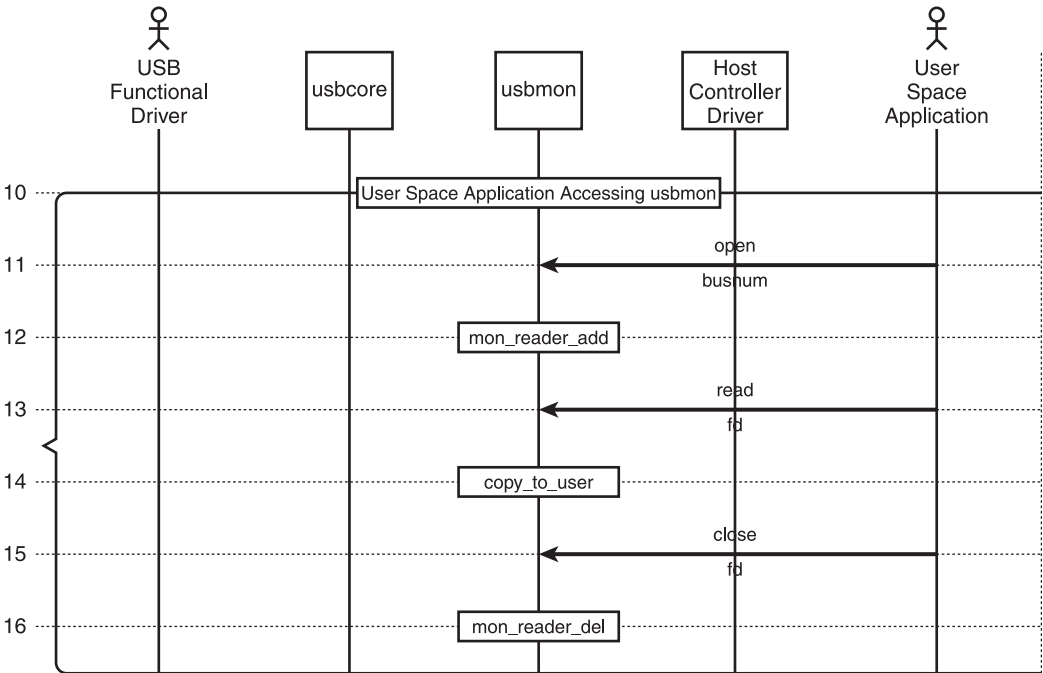 USB
Functional
Driver
usbcore
usbmon
Host
Controller
Driver
User
Space
Application
10
User Space Application Accessing usbmon
open
11
busnum
12
mon_reader_add
read
13
fd
14
copy_to_user
close
15
fd
16
mon_reader_del